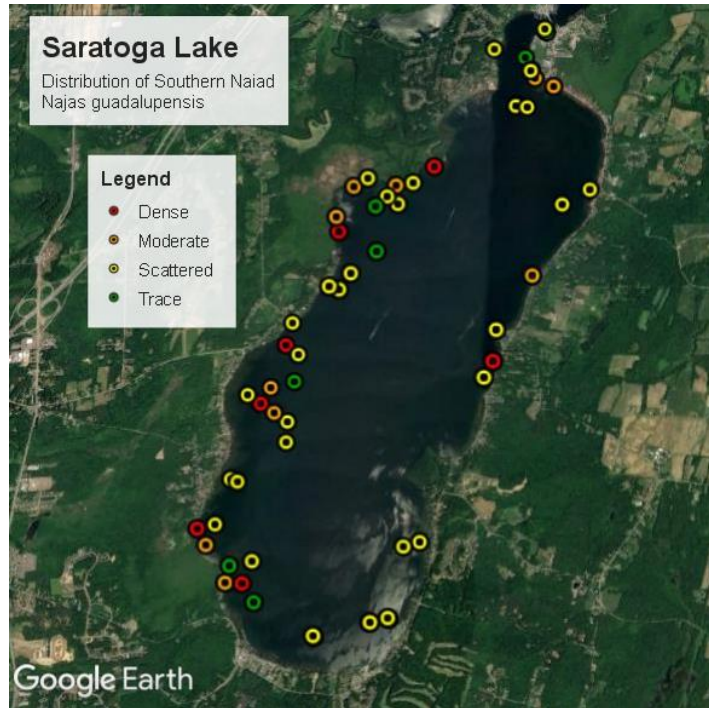 Saratoga Lake
Distribution of Southern Naiad
Najas guadalupensis
Legend
Dense
Moderate
Scattered
Trace
Google Earth